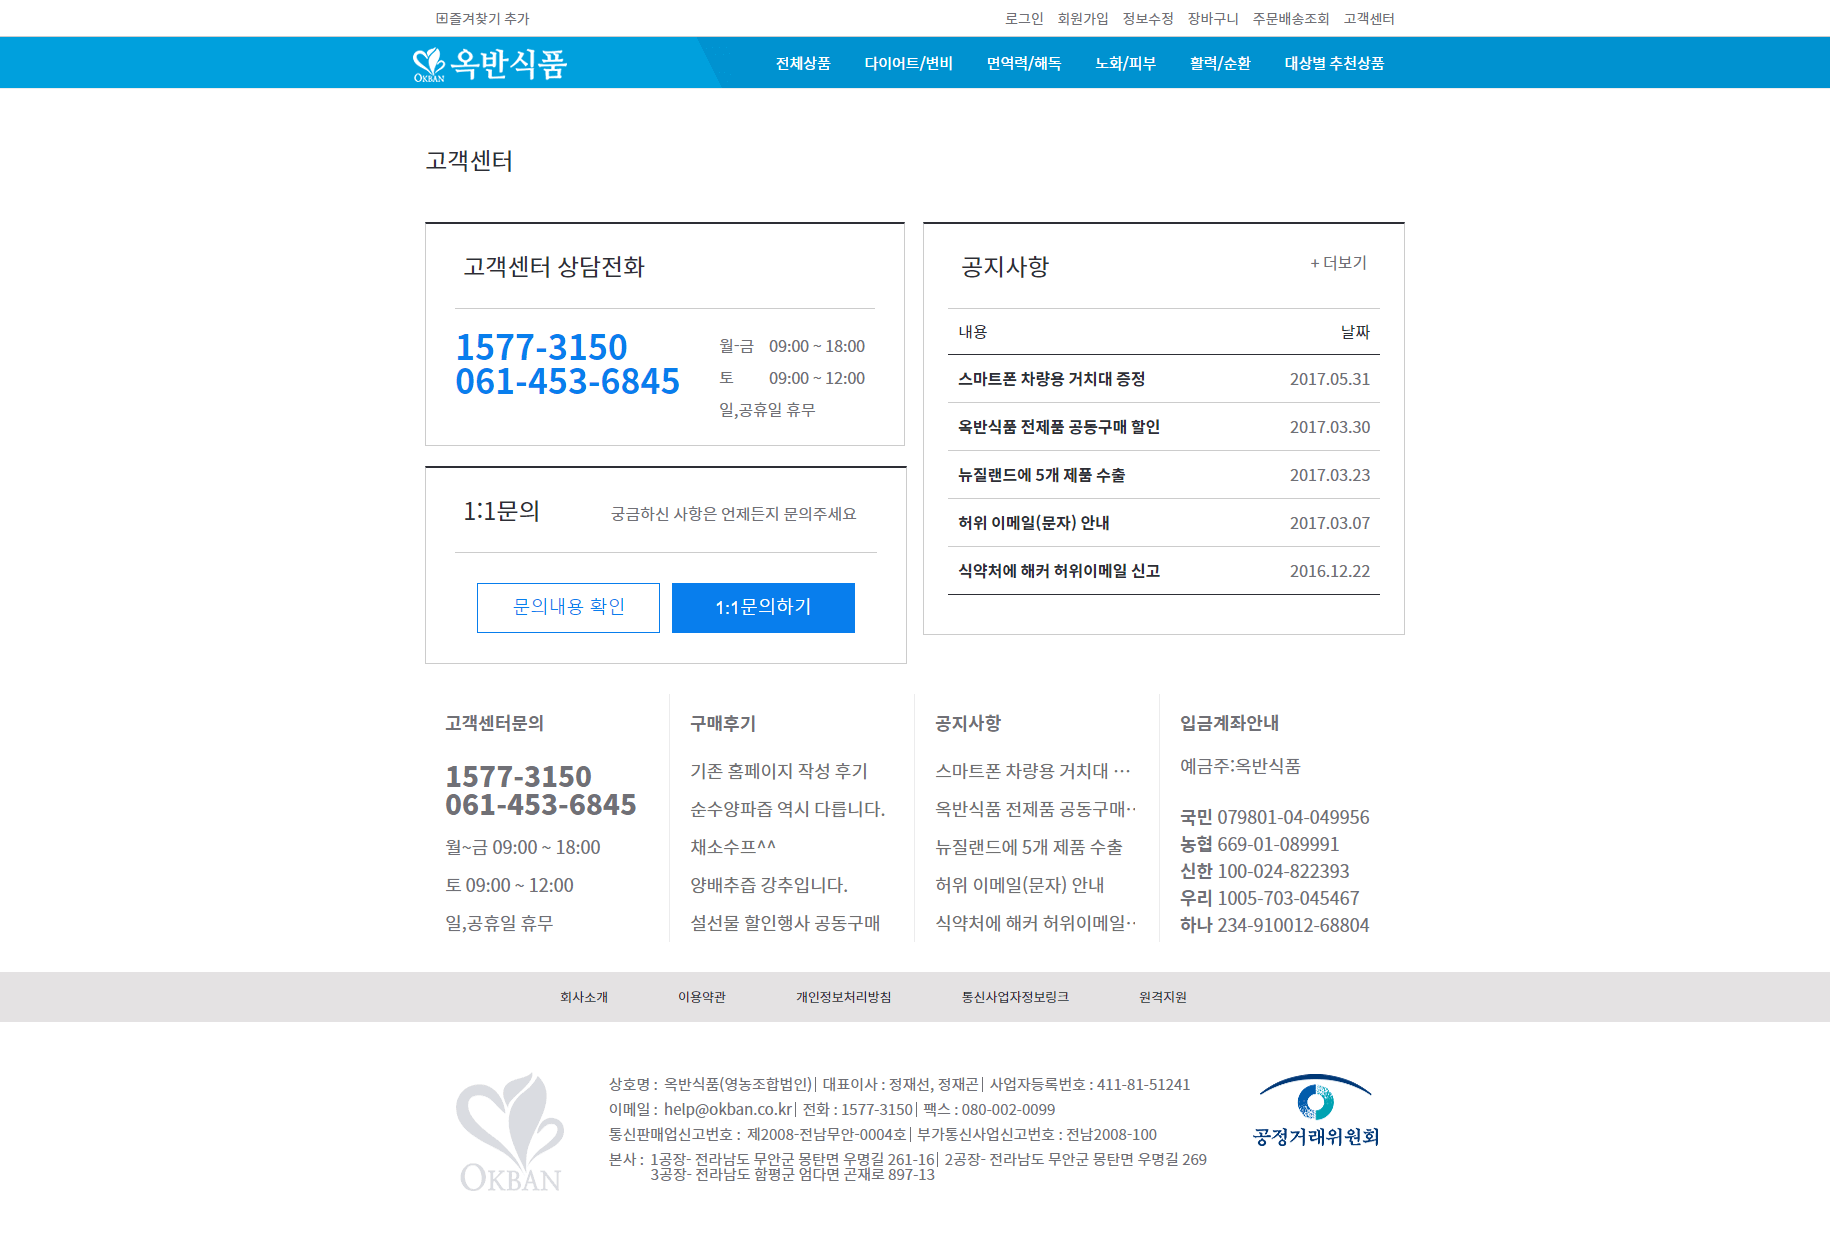 즐겨찾기 추가
로그인 회원가입 정보수정 장바구니 주문배송조회 고객센터
OKBAN 옥반식품
전체상품 다이어트/변비 면역력/해독 노화/피부 활력/순환 대상별 추천상품
고객센터
고객센터 상담전화
1577-3150
061-453-6845
월-금 09:00 ~ 18:00
토 09:00 ~ 12:00
일,공휴일 휴무
1:1문의 궁금하신 사항은 언제든지 문의주세요
문의내용 확인 1:1문의하기
공지사항 + 더보기
내용 날짜
스마트폰 차량용 거치대 증정 2017.05.31
옥반식품 전제품 공동구매 할인 2017.03.30
뉴질랜드에 5개 제품 수출 2017.03.23
허위 이메일(문자) 안내 2017.03.07
식약처에 해커 허위이메일 신고 2016.12.22
고객센터문의
1577-3150
061-453-6845
월~금 09:00 ~ 18:00
토 09:00 ~ 12:00
일,공휴일 휴무
구매후기
기존 홈페이지 작성 후기
순수양파즙 역시 다릅니다.
채소수프^^
양배추즙 강추입니다.
설선물 할인행사 공동구매
공지사항
스마트폰 차량용 거치대 …
옥반식품 전제품 공동구매··
뉴질랜드에 5개 제품 수출
허위 이메일(문자) 안내
식약처에 해커 허위이메일··
입금계좌안내
예금주:옥반식품
국민 079801-04-049956
농협 669-01-089991
신한 100-024-822393
우리 1005-703-045467
하나 234-910012-68804
회사소개 이용약관 개인정보처리방침 통신사업자정보링크 원격지원
OKBAN
상호명 : 옥반식품(영농조합법인)| 대표이사 : 정재선, 정재곤| 사업자등록번호 : 411-81-51241
이메일 : help@okban.co.kr| 전화 : 1577-3150| 팩스 : 080-002-0099
통신판매업신고번호 : 제2008-전남무안-0004호| 부가통신사업신고번호 : 전남2008-100
본사 : 1공장- 전라남도 무안군 몽탄면 우명길 261-16| 2공장- 전라남도 무안군 몽탄면 우명길 269
3공장- 전라남도 함평군 엄다면 곤재로 897-13
공정거래위원회